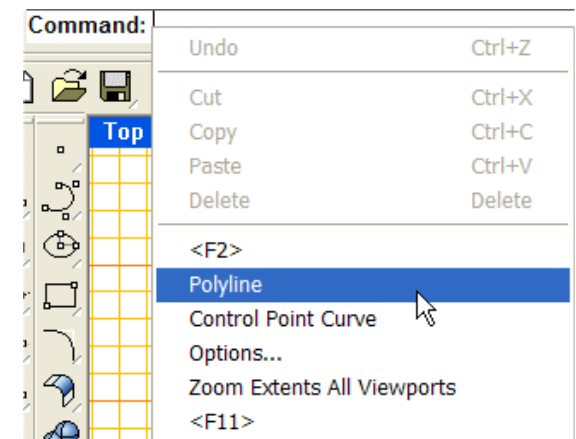 Command:
Undo Ctrl+Z
Cut Ctrl+X
Copy Ctrl+C
Top
Paste Ctrl+V
Delete Delete
<F2>
Polyline
Control Point Curve
Options...
Zoom Extents All Viewports
<F11>